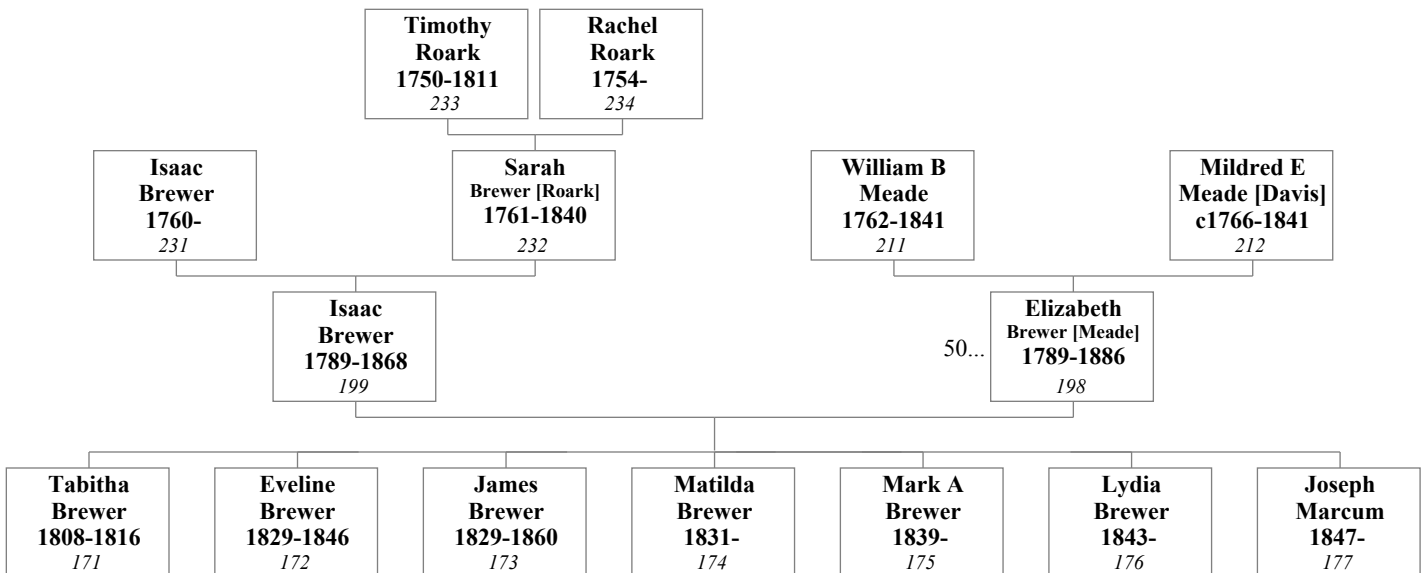 Timothy
Roark
1750-1811
233
Rachel
Roark
1754-
234
Isaac
Brewer
1760-
231
Sarah
Brewer [Roark]
1761-1840
232
William B
Meade
1762-1841
211
Mildred E
Meade [Davis]
c1766-1841
212
Isaac
Brewer
1789-1868
199
50...
Elizabeth
Brewer [Meade]
1789-1886
198
Tabitha
Brewer
1808-1816
171
Eveline
Brewer
1829-1846
172
James
Brewer
1829-1860
173
Matilda
Brewer
1831-
174
Mark A
Brewer
1839-
175
Lydia
Brewer
1843-
176
Joseph
Marcum
1847-
177